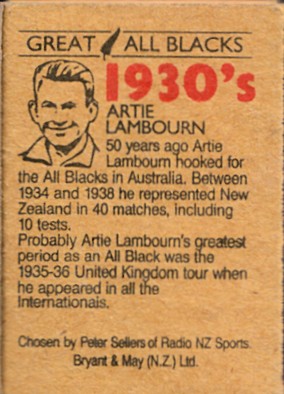 GREAT ALL BLACKS
1930's
ARTIE
LAMBOURN
50 years ago Artie
Lambourn hooked for
the All Blacks in Australia. Between
1934 and 1938 he represented New
Zealand in 40 matches, including
10 tests.
Probably Artie Lambourn's greatest
period as an All Black was the
1935-36 United Kingdom tour when
he appeared in all the
Internationals.
Chosen by Peter Sellers of Radio NZ Sports.
Bryant & May (N.Z.) Ltd.